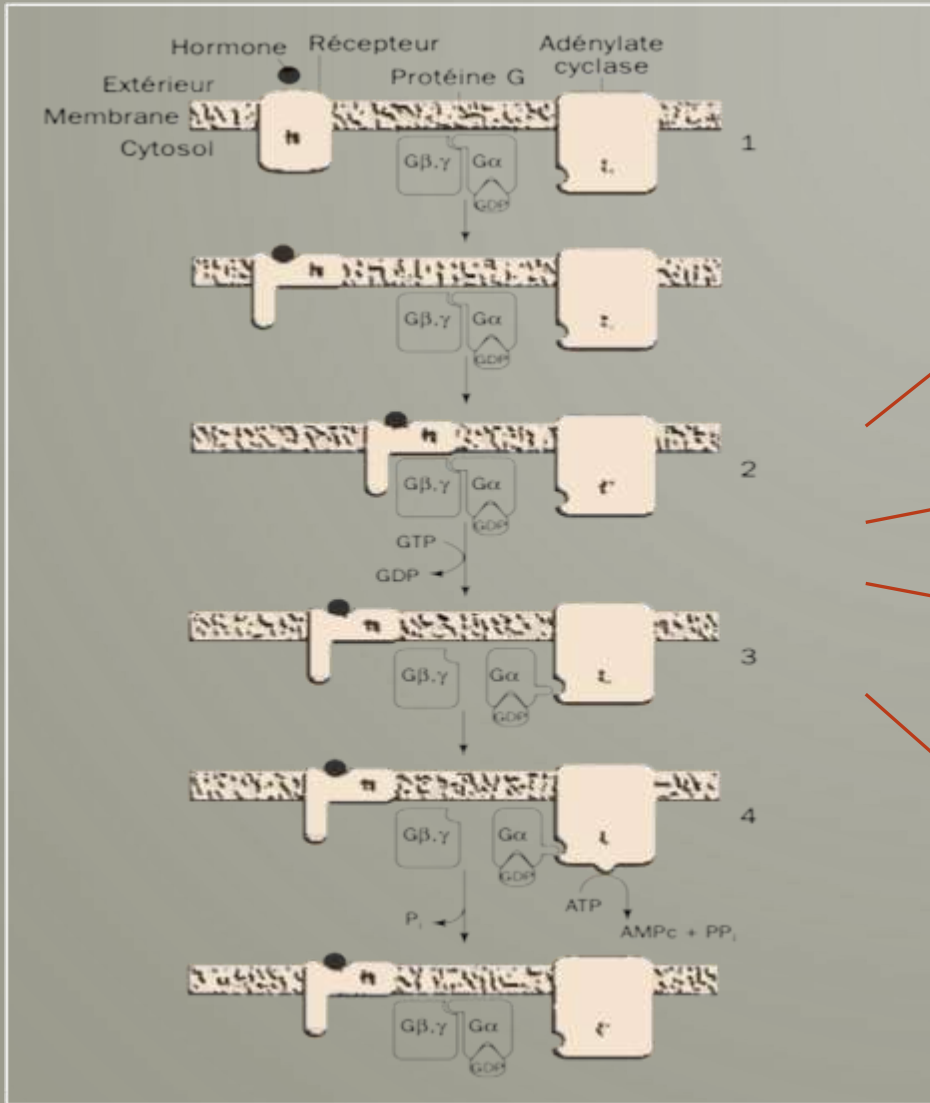 Hormone
Récepteur
Adénylate
cyclase
Extérieur
Protéine G
Membrane
Cytosol
1
Gβ,γ Gα
GDP
Gβ,γ Gα
GDP
2
Gβ,γ Gα
GDP
GTP
GDP
3
Gβ,γ Gα
GDP
4
Gβ,γ Gα
GDP
ATP
Pᵢ
AMPc + PPᵢ
Gβ,γ Gα
GDP